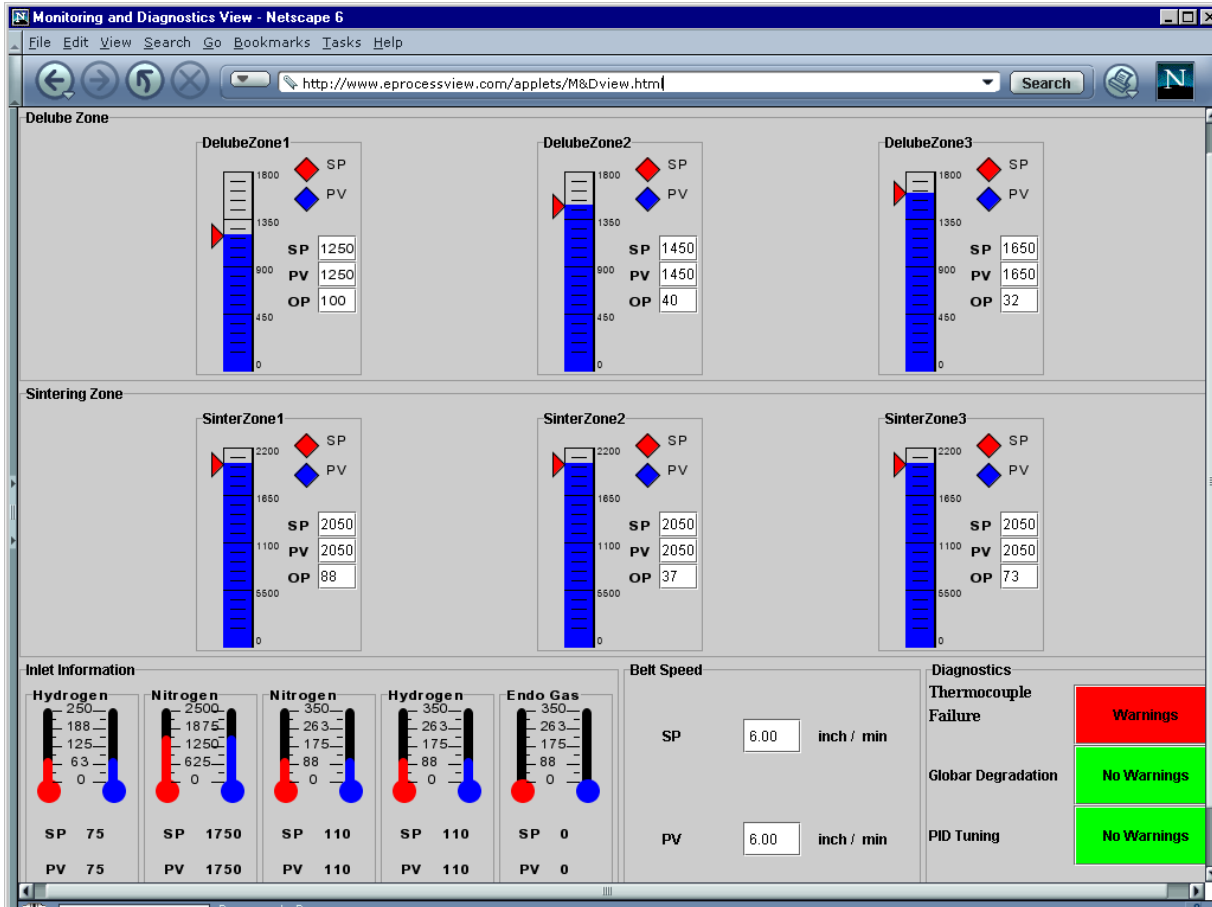 Monitoring and Diagnostics View - Netscape 6
File Edit View Search Go Bookmarks Tasks Help
http://www.eprocessview.com/applets/M&Dview.html Search N
Delube Zone
DelubeZone1 DelubeZone2 DelubeZone3
1800 SP 1800 SP 1800 SP
PV PV PV
1350 1350 1350
SP 1250 SP 1450 SP 1650
900 PV 1250 900 PV 1450 900 PV 1650
OP 100 OP 40 OP 32
450 450 450
0 0 0
Sintering Zone
SinterZone1 SinterZone2 SinterZone3
2200 SP 2200 SP 2200 SP
PV PV PV
1650 1650 1650
SP 2050 SP 2050 SP 2050
1100 PV 2050 1100 PV 2050 1100 PV 2050
OP 88 OP 37 OP 73
5500 5500 5500
0 0 0
Inlet Information
Hydrogen Nitrogen Nitrogen Hydrogen Endo Gas
250 2500 350 350 350
188 1875 263 263 263
125 1250 175 175 175
63 625 88 88 88
0 0 0 0 0
SP 75 SP 1750 SP 110 SP 110 SP 0
PV 75 PV 1750 PV 110 PV 110 PV 0
Belt Speed
SP 6.00 inch / min
PV 6.00 inch / min
Diagnostics
Thermocouple
Failure Warnings
Globar Degradation No Warnings
PID Tuning No Warnings